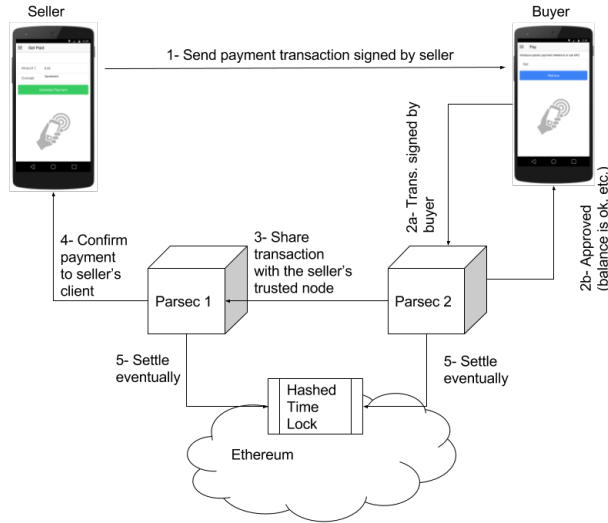 Seller
Buyer
Get Paid
Pay
1- Send payment transaction signed by seller
Generate Payment
2a- Trans. signed by
buyer
2b- Approved
(balance is ok, etc.)
4- Confirm
payment
to seller's
client
3- Share
transaction
with the seller's
trusted node
Parsec 1
Parsec 2
5- Settle
eventually
5- Settle
eventually
Hashed
Time
Lock
Ethereum